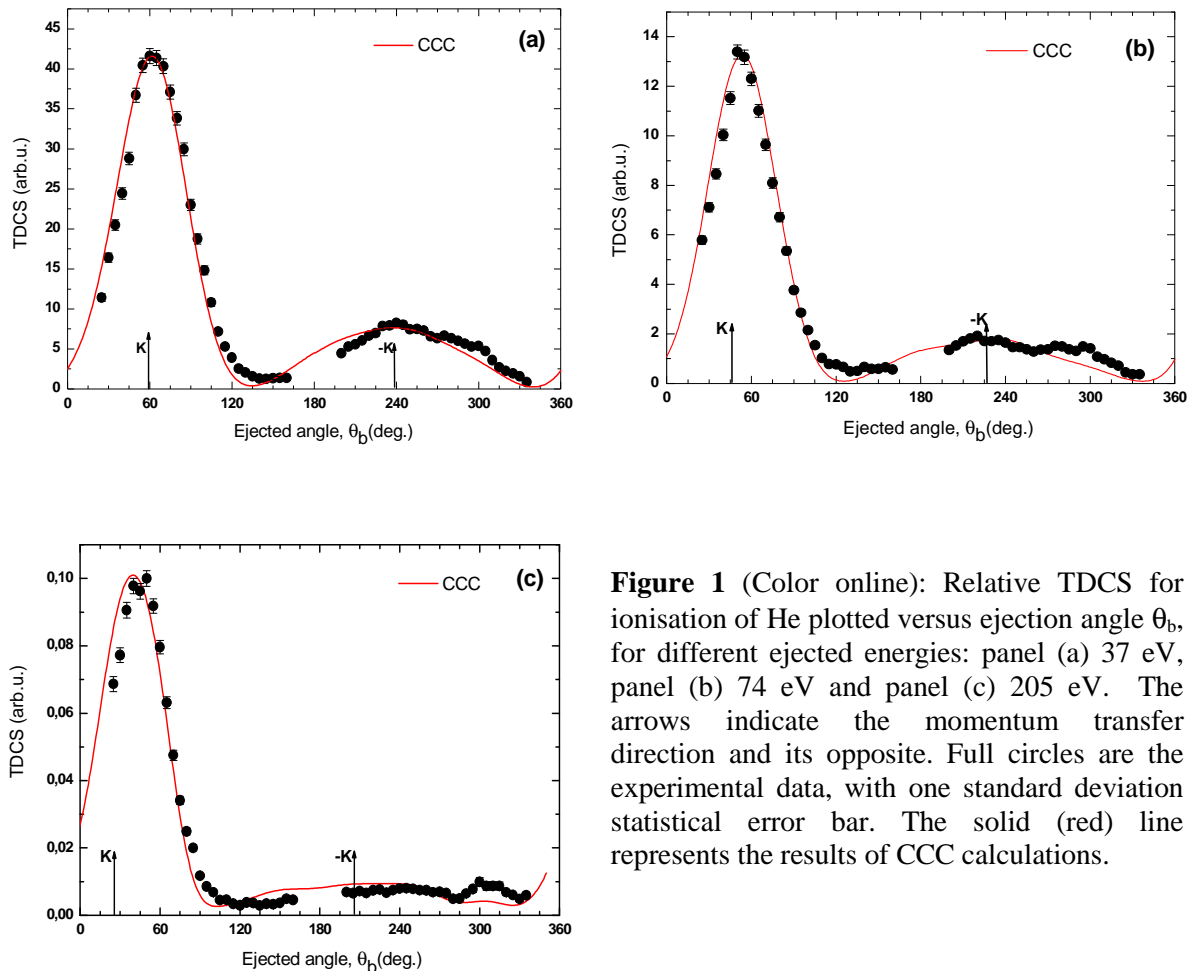 45
40
35
30
25
20
15
10
5
0
TDCS (arb.u.)
CCC
(a)
K
-K
0 60 120 180 240 300 360
Ejected angle, θb(deg.)
14
12
10
8
6
4
2
0
TDCS (arb.u.)
CCC
(b)
K
-K
0 60 120 180 240 300 360
Ejected angle, θb(deg.)
0,10
0,08
0,06
0,04
0,02
0,00
TDCS (arb.u.)
CCC
(c)
K
-K
0 60 120 180 240 300 360
Ejected angle, θb(deg.)
Figure 1 (Color online): Relative TDCS for
ionisation of He plotted versus ejection angle θb,
for different ejected energies: panel (a) 37 eV,
panel (b) 74 eV and panel (c) 205 eV. The
arrows indicate the momentum transfer
direction and its opposite. Full circles are the
experimental data, with one standard deviation
statistical error bar. The solid (red) line
represents the results of CCC calculations.